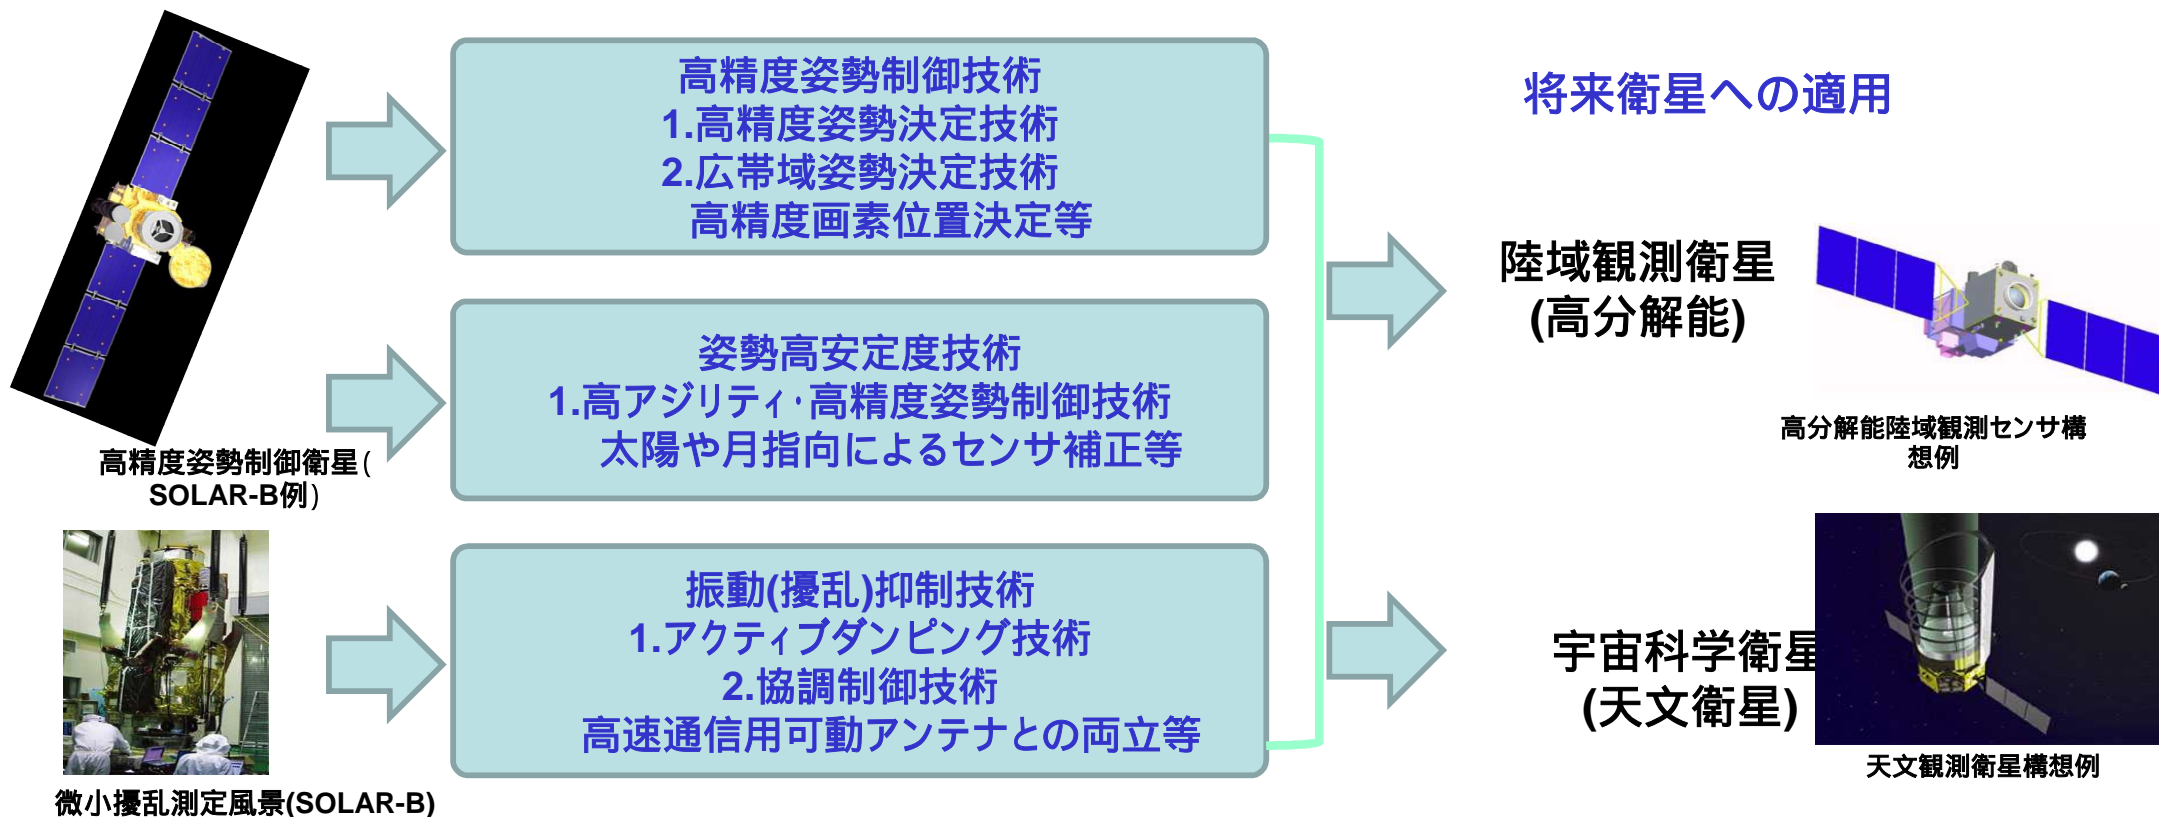 高精度姿勢制御技術
1.高精度姿勢決定技術
2.広帯域姿勢決定技術
高精度画素位置決定等
姿勢高安定度技術
1.高アジリティ・高精度姿勢制御技術
太陽や月指向によるセンサ補正等
振動(擾乱)抑制技術
1.アクティブダンピング技術
2.協調制御技術
高速通信用可動アンテナとの両立等
高精度姿勢制御衛星(
SOLAR-B例)
微小擾乱測定風景(SOLAR-B)
将来衛星への適用
陸域観測衛星
(高分解能)
高分解能陸域観測センサ構
想例
宇宙科学衛星
(天文衛星)
天文観測衛星構想例